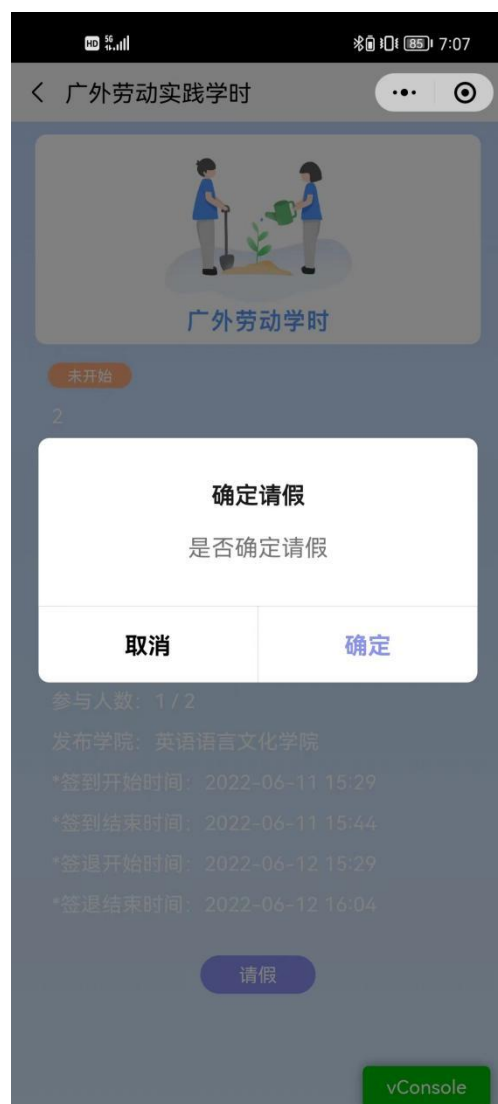 HD 5G 85 7:07
广外劳动实践学时
广外劳动学时
未开始
2
确定请假
是否确定请假
取消 确定
参与人数：1 / 2
发布学院：英语语言文化学院
*签到开始时间：2022-06-11 15:29
*签到结束时间：2022-06-11 15:44
*签退开始时间：2022-06-12 15:29
*签退结束时间：2022-06-12 16:04
请假
vConsole